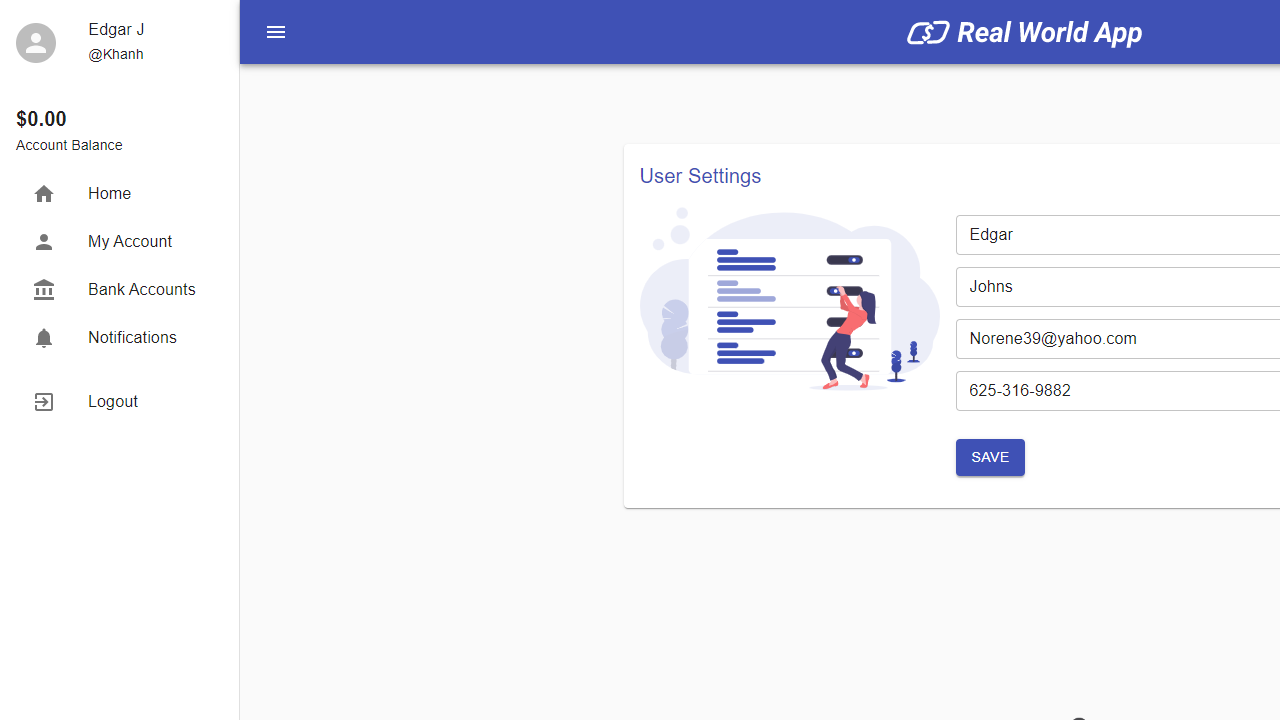 Edgar J
@Khanh
$0.00
Account Balance
Home
My Account
Bank Accounts
Notifications
Logout
Real World App
User Settings
Edgar
Johns
Norene39@yahoo.com
625-316-9882
SAVE